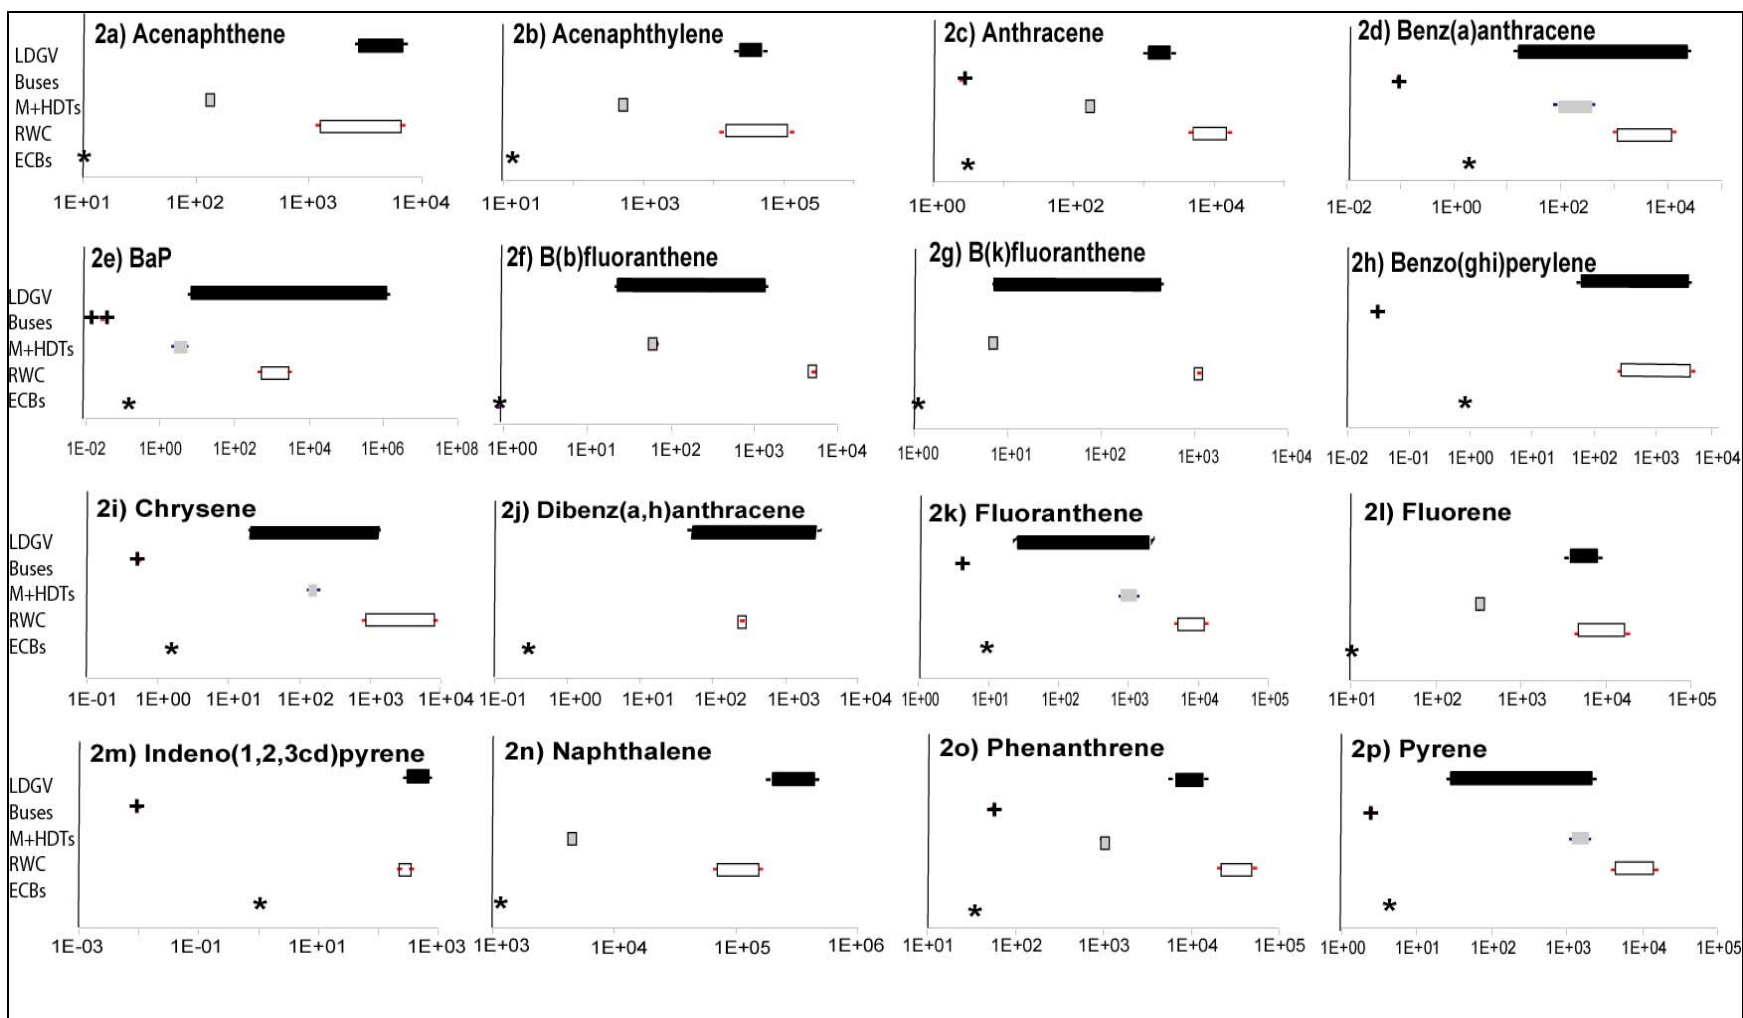 2a) Acenaphthene
2b) Acenaphthylene
2c) Anthracene
2d) Benz(a)anthracene
LDGV
Buses
M+HDTs
RWC
ECBs
1E+01 1E+02 1E+03 1E+04
1E+01 1E+03 1E+05
1E+00 1E+02 1E+04
1E-02 1E+00 1E+02 1E+04
2e) BaP
2f) B(b)fluoranthene
2g) B(k)fluoranthene
2h) Benzo(ghi)perylene
LDGV
Buses
M+HDTs
RWC
ECBs
1E-02 1E+00 1E+02 1E+04 1E+06 1E+08
1E+00 1E+01 1E+02 1E+03 1E+04
1E+00 1E+01 1E+02 1E+03 1E+04
1E-02 1E-01 1E+00 1E+01 1E+02 1E+03 1E+04
2i) Chrysene
2j) Dibenz(a,h)anthracene
2k) Fluoranthene
2l) Fluorene
LDGV
Buses
M+HDTs
RWC
ECBs
1E-01 1E+00 1E+01 1E+02 1E+03 1E+04
1E-01 1E+00 1E+01 1E+02 1E+03 1E+04
1E+00 1E+01 1E+02 1E+03 1E+04 1E+05
1E+01 1E+02 1E+03 1E+04 1E+05
2m) Indeno(1,2,3cd)pyrene
2n) Naphthalene
2o) Phenanthrene
2p) Pyrene
LDGV
Buses
M+HDTs
RWC
ECBs
1E-03 1E-01 1E+01 1E+03
1E+03 1E+04 1E+05 1E+06
1E+01 1E+02 1E+03 1E+04 1E+05
1E+00 1E+01 1E+02 1E+03 1E+04 1E+05